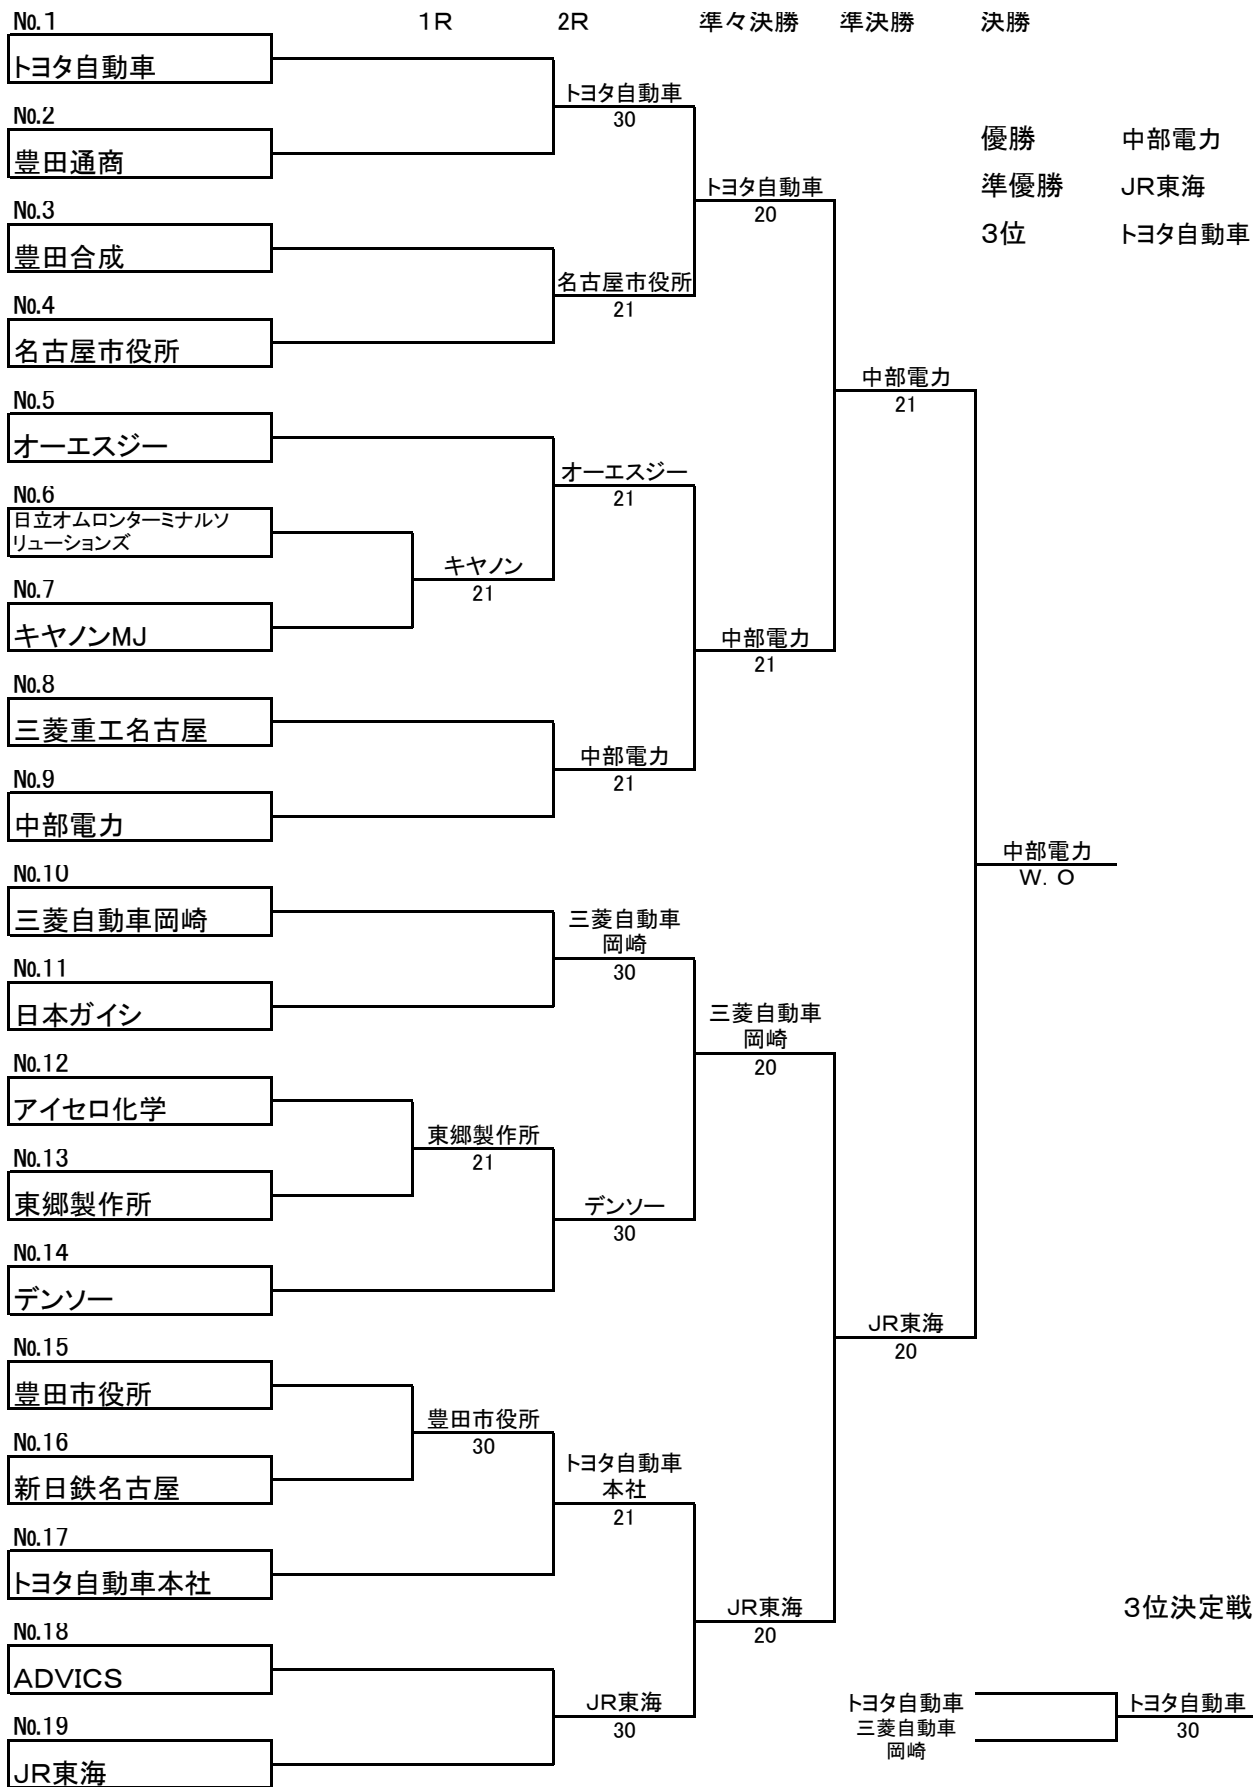 No.1 1R 2R 準々決勝 準決勝 決勝
トヨタ自動車
トヨタ自動車
No.2 30
優勝 中部電力
豊田通商
準優勝 JR東海
トヨタ自動車
No.3 20
3位 トヨタ自動車
豊田合成
名古屋市役所
No.4 21
名古屋市役所
中部電力
No.5 21
オーエスジー
オーエスジー
No.6 21
日立オムロンターミナルソ
リューションズ
キヤノン
No.7 21
キヤノンMJ
中部電力
21
No.8
三菱重工名古屋
中部電力
No.9 21
中部電力
中部電力
No.10 W.O
三菱自動車岡崎
三菱自動車
岡崎
No.11 30
日本ガイシ
三菱自動車
岡崎
No.12 20
アイセロ化学
東郷製作所
No.13 21
東郷製作所
デンソー
No.14 30
デンソー
JR東海
No.15 20
豊田市役所
豊田市役所
No.16 30
トヨタ自動車
本社
新日鉄名古屋
21
No.17
トヨタ自動車本社
3位決定戦
JR東海
No.18 20
ADVICS
JR東海
No.19 30
トヨタ自動車
三菱自動車
岡崎
トヨタ自動車
30
JR東海